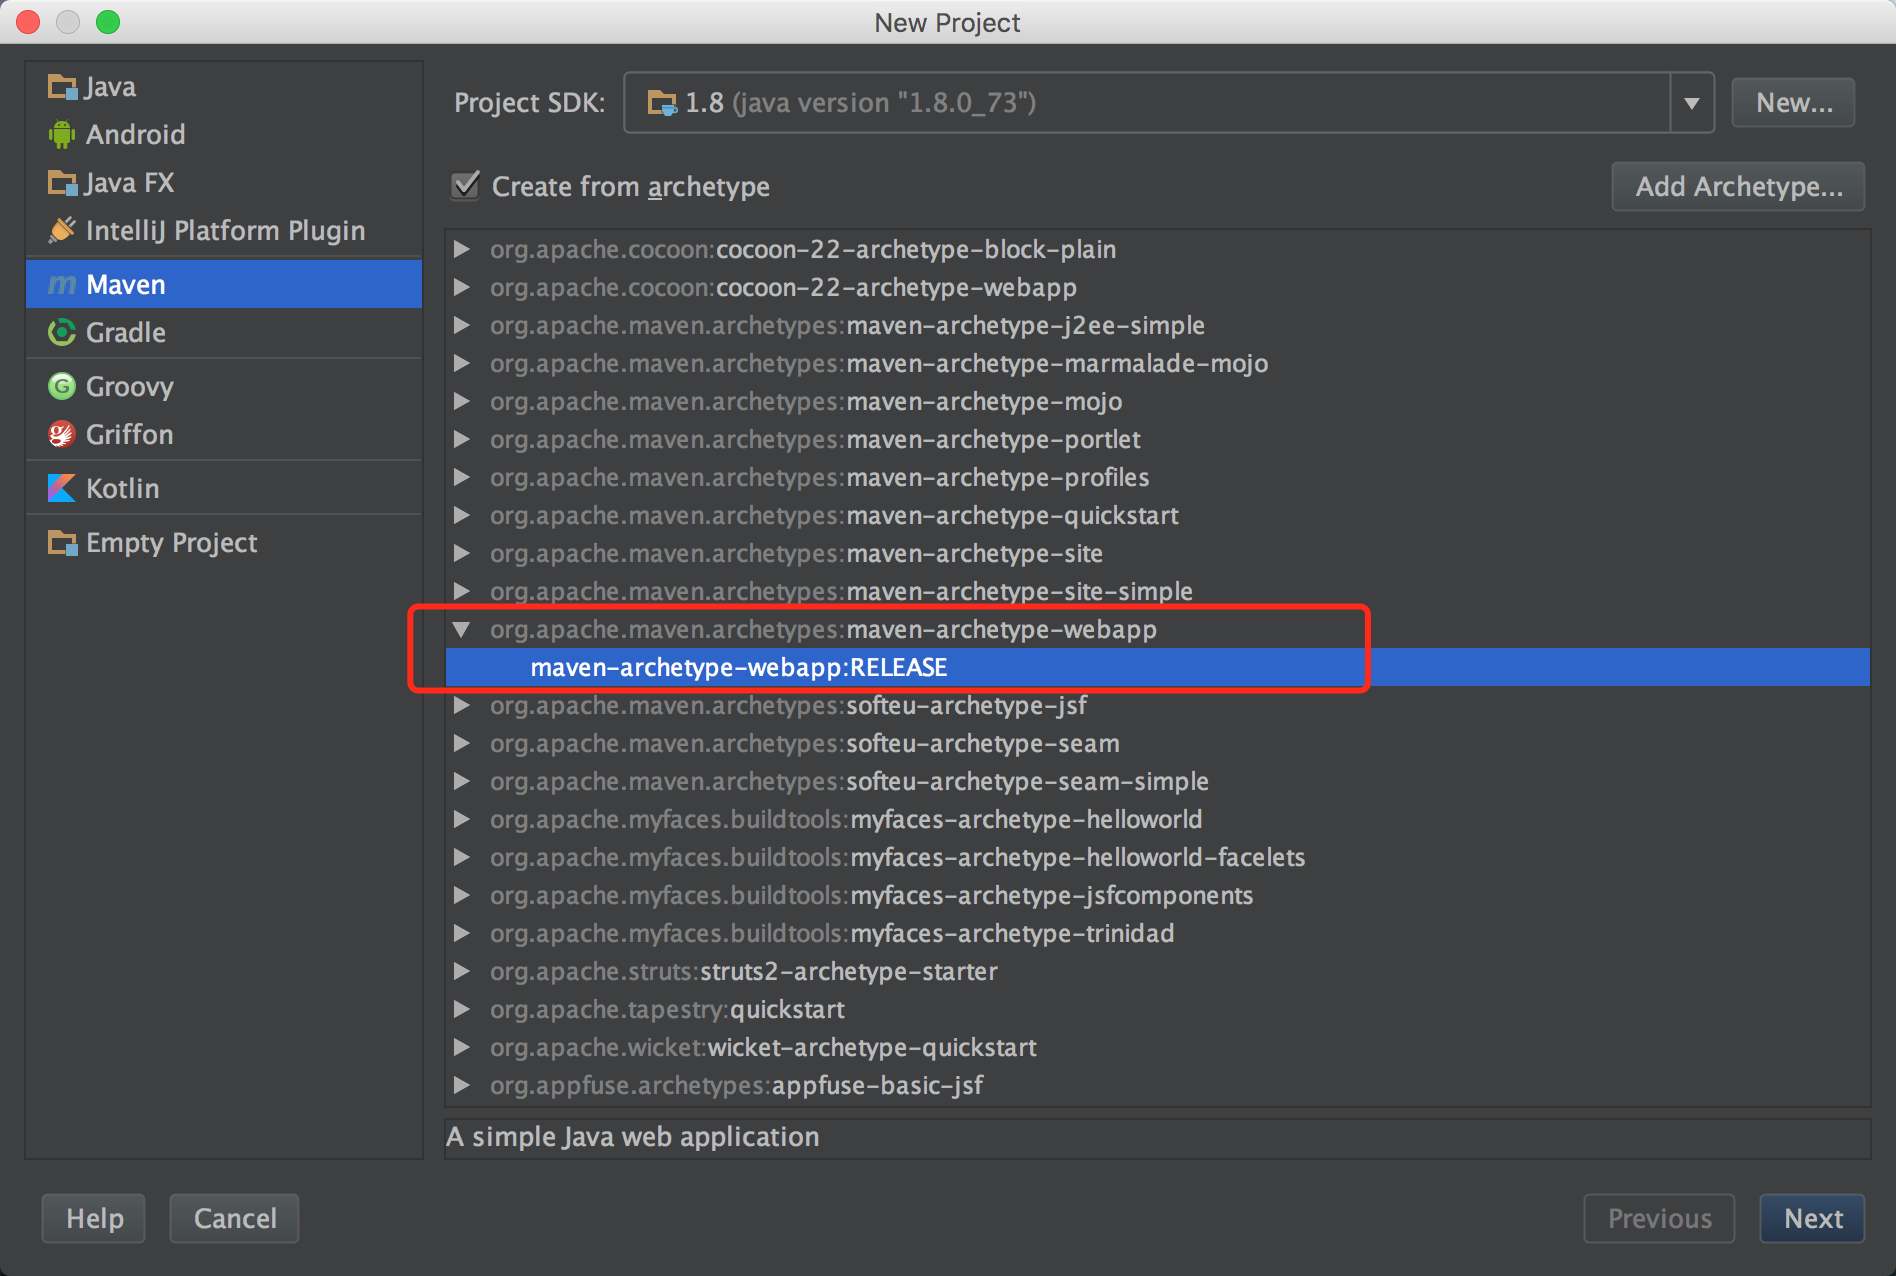 New Project
Java
Android
Java FX
IntelliJ Platform Plugin
Maven
Gradle
Groovy
Griffon
Kotlin
Empty Project
Project SDK: 1.8 (java version "1.8.0_73") New...
Create from archetype Add Archetype...
org.apache.cocoon:cocoon-22-archetype-block-plain
org.apache.cocoon:cocoon-22-archetype-webapp
org.apache.maven.archetypes:maven-archetype-j2ee-simple
org.apache.maven.archetypes:maven-archetype-marmalade-mojo
org.apache.maven.archetypes:maven-archetype-mojo
org.apache.maven.archetypes:maven-archetype-portlet
org.apache.maven.archetypes:maven-archetype-profiles
org.apache.maven.archetypes:maven-archetype-quickstart
org.apache.maven.archetypes:maven-archetype-site
org.apache.maven.archetypes:maven-archetype-site-simple
org.apache.maven.archetypes:maven-archetype-webapp
maven-archetype-webapp:RELEASE
org.apache.maven.archetypes:softeu-archetype-jsf
org.apache.maven.archetypes:softeu-archetype-seam
org.apache.maven.archetypes:softeu-archetype-seam-simple
org.apache.myfaces.buildtools:myfaces-archetype-helloworld
org.apache.myfaces.buildtools:myfaces-archetype-helloworld-facelets
org.apache.myfaces.buildtools:myfaces-archetype-jsfcomponents
org.apache.myfaces.buildtools:myfaces-archetype-trinidad
org.apache.struts:struts2-archetype-starter
org.apache.tapestry:quickstart
org.apache.wicket:wicket-archetype-quickstart
org.appfuse.archetypes:appfuse-basic-jsf
A simple Java web application
Help Cancel Previous Next